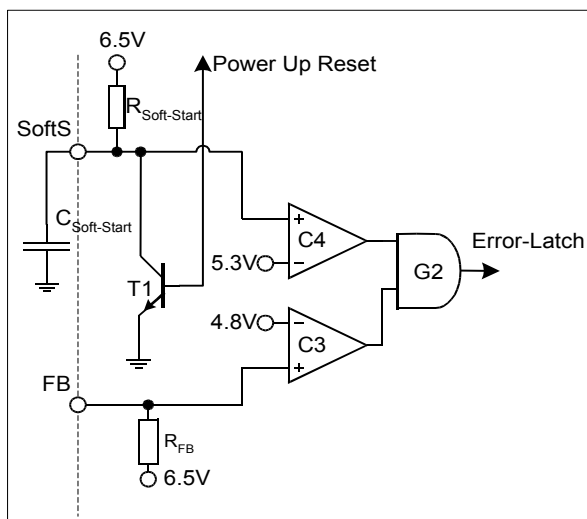 6.5V
Power Up Reset
R Soft-Start
SoftS
C Soft-Start
+
C4
-
5.3V
T1
G2
Error-Latch
4.8V
-
C3
+
FB
R FB
6.5V